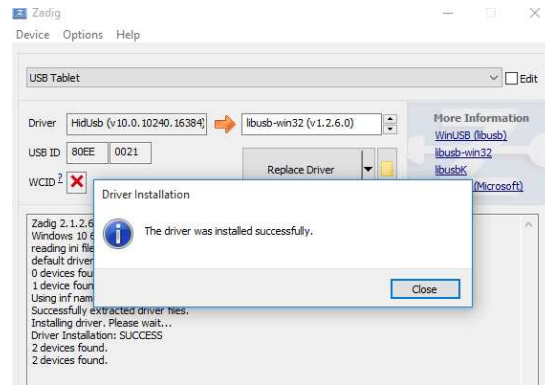 Zadig
Device Options Help
USB Tablet
Edit
Driver HidUsb (v10.0.10240.16384) libusb-win32 (v1.2.6.0)
More Information
WinUSB (libusb)
USB ID 80EE 0021
libusb-win32
Replace Driver
libusbK
WCID ?
(Microsoft)
Driver Installation
The driver was installed successfully.
Close
Zadig 2.1.2.6
Windows 10 6
reading ini file
default driver
0 devices fou
1 device foun
Using inf nam
Successfully extracted driver files.
Installing driver. Please wait...
Driver Installation: SUCCESS
2 devices found.
2 devices found.